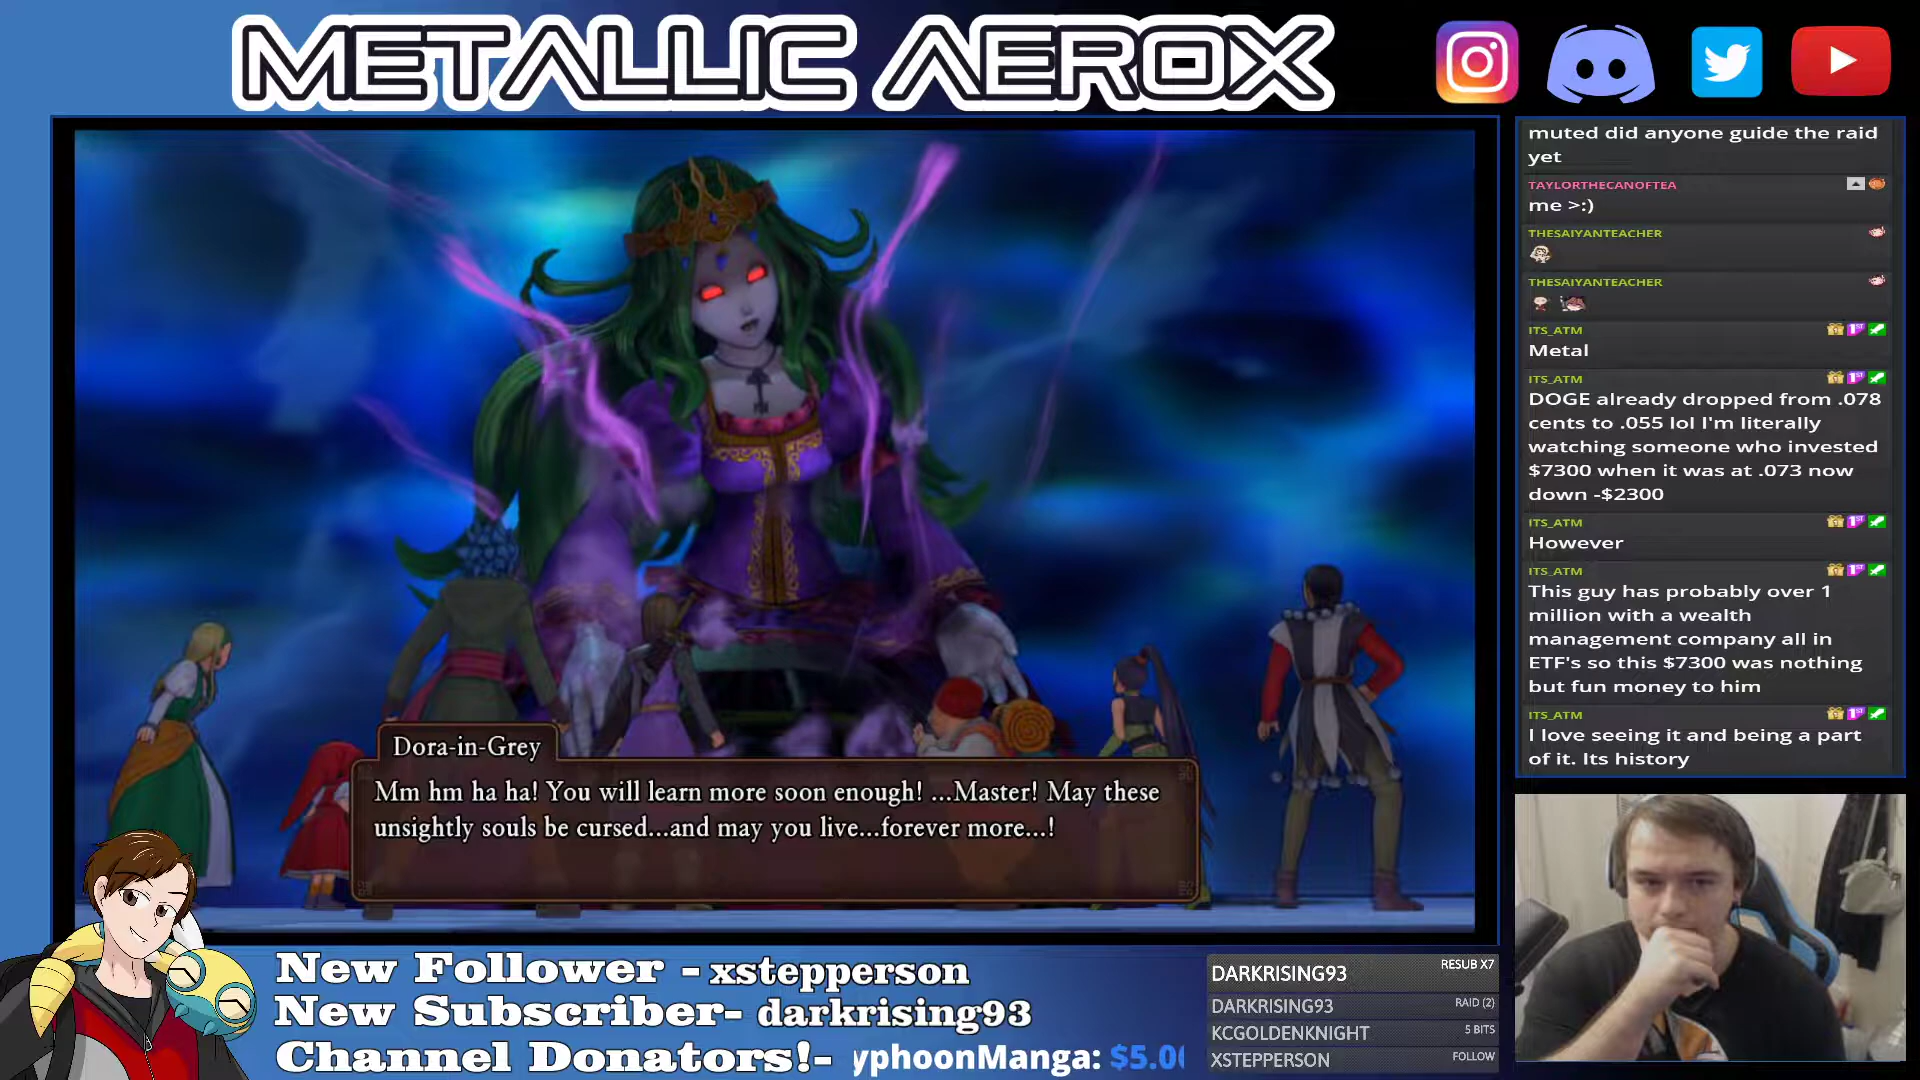 METALLIC AEROX
muted did anyone guide the raid
yet
TAYLORTHECANOFTEA
me >:)
THESAIYANTEACHER
THESAIYANTEACHER
ITS_ATM
Metal
ITS_ATM
DOGE already dropped from .078
cents to .055 lol I'm literally
watching someone who invested
$7300 when it was at .073 now
down -$2300
ITS_ATM
However
ITS_ATM
This guy has probably over 1
million with a wealth
management company all in
ETF's so this $7300 was nothing
but fun money to him
ITS_ATM
I love seeing it and being a part
of it. Its history
Dora-in-Grey
Mm hm ha ha! You will learn more soon enough! ...Master! May these
unsightly souls be cursed...and may you live...forever more...!
New Follower - xstepperson
New Subscriber- darkrising93
Channel Donators!- yphoonManga: $5.00
DARKRISING93 RESUB X7
DARKRISING93 RAID (2)
KCGOLDENKNIGHT 5 BITS
XSTEPPERSON FOLLOW